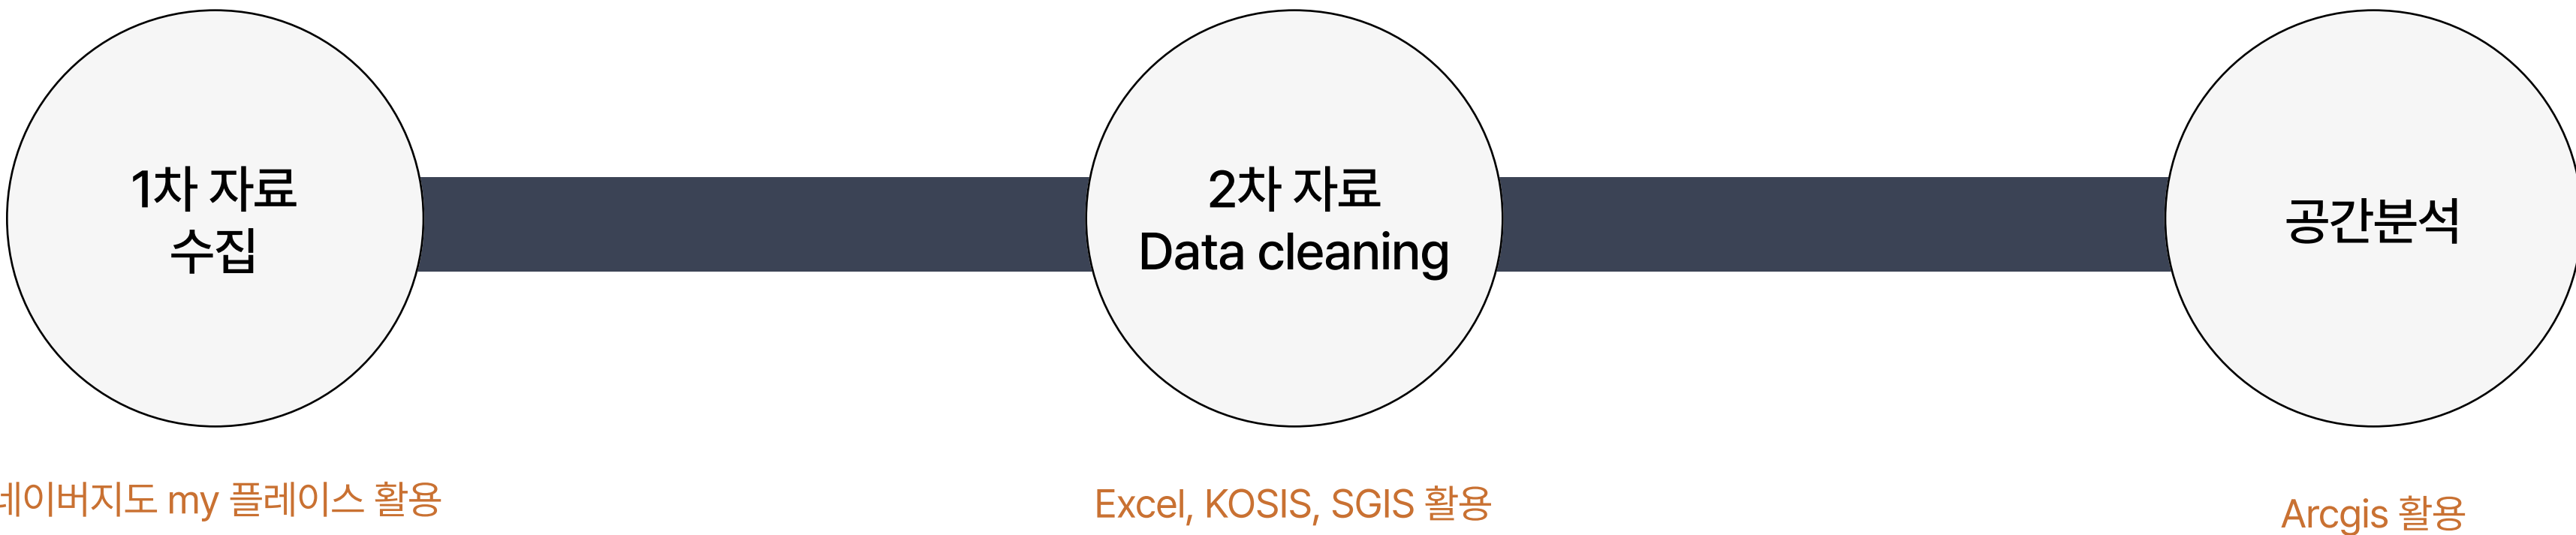 1차 자료
수집
2차 자료
Data cleaning
공간분석
네이버지도 my 플레이스 활용
Excel, KOSIS, SGIS 활용
Arcgis 활용